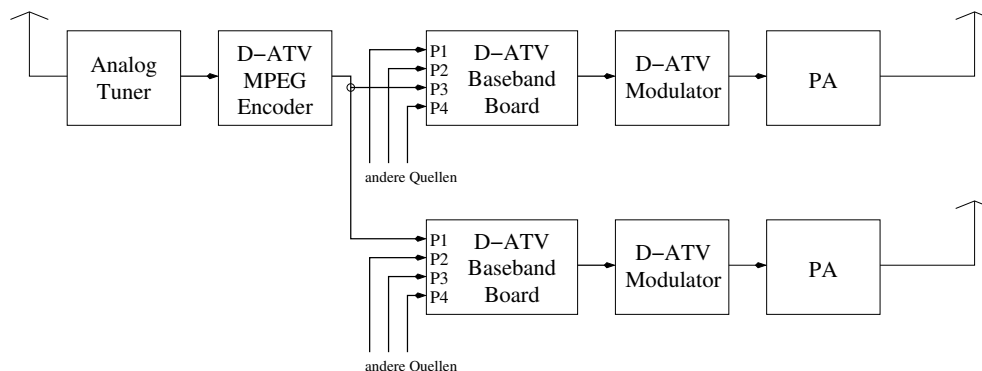 Analog
Tuner
D−ATV
MPEG
Encoder
P1
P2
P3
P4
D−ATV
Baseband
Board
D−ATV
Modulator
PA
andere Quellen
P1
P2
P3
P4
D−ATV
Baseband
Board
D−ATV
Modulator
PA
andere Quellen